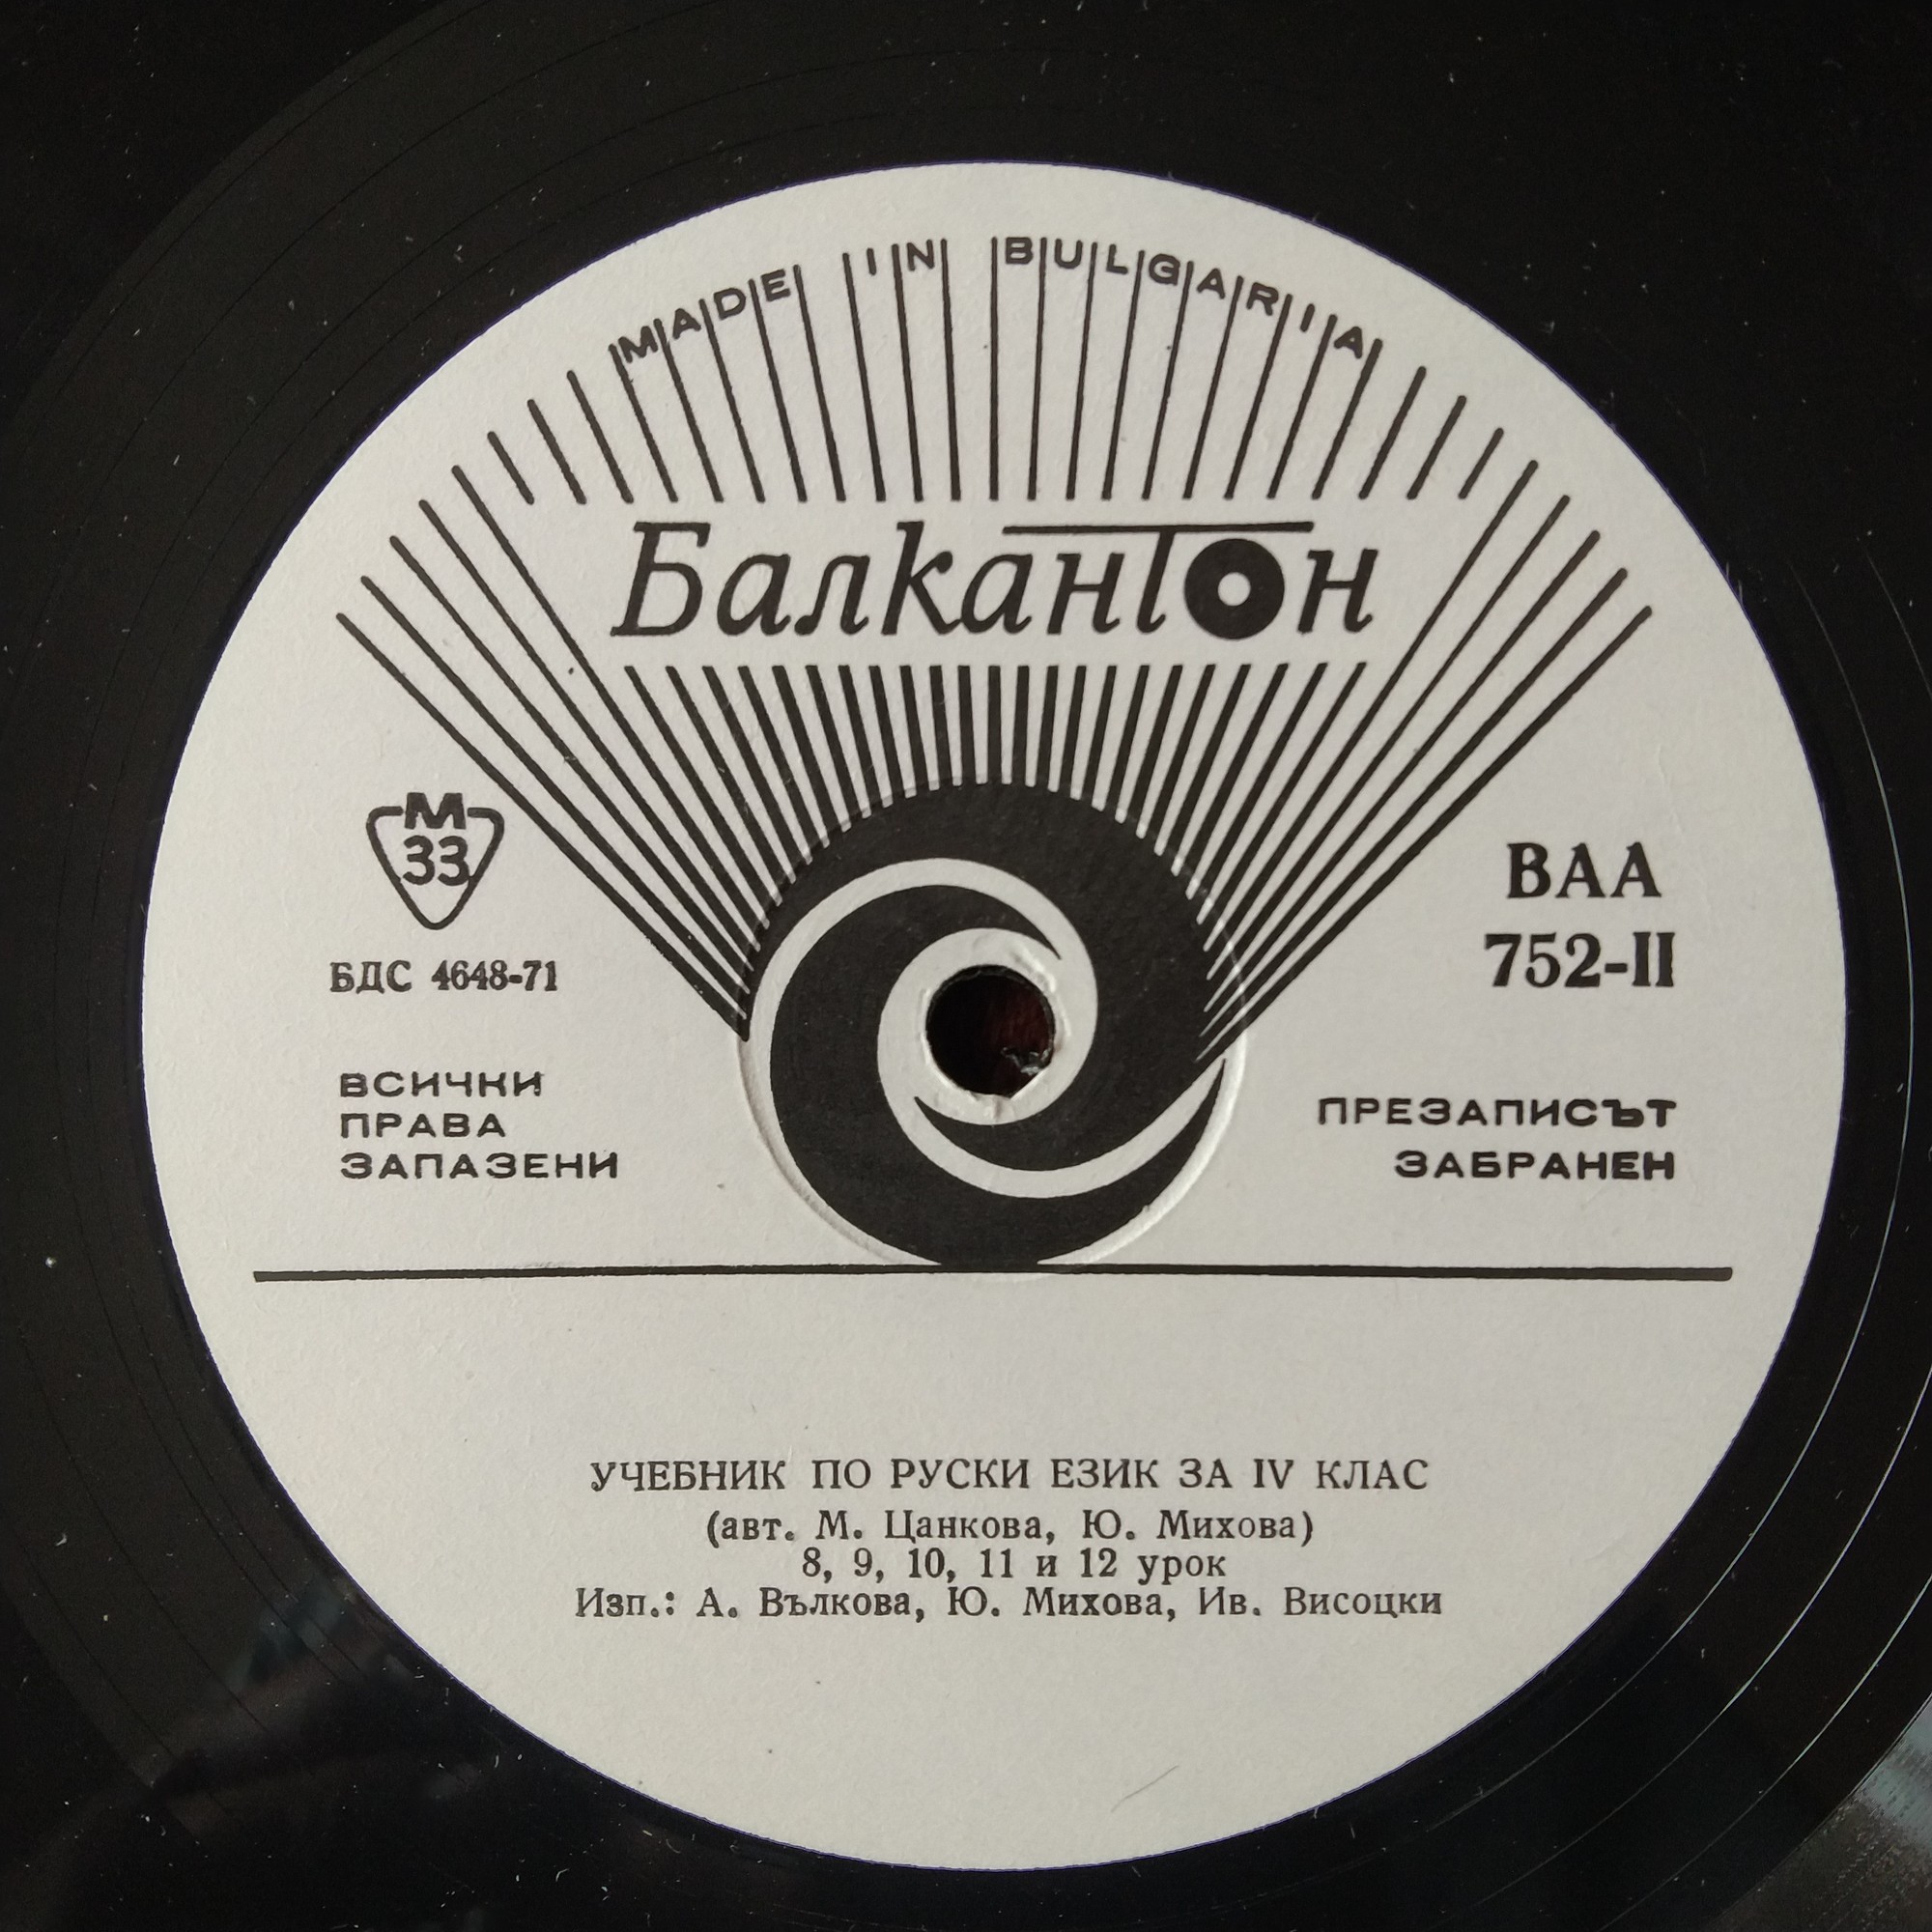 MADE IN BULGARIA
Балкантон
М
33
БДС 4648-71
ВСИЧКИ
ПРАВА
ЗАПАЗЕНИ
ВАА
752-II
ПРЕЗАПИСЪТ
ЗАБРАНЕН
УЧЕБНИК ПО РУСКИ ЕЗИК ЗА IV КЛАС
(авт. М. Цанкова, Ю. Михова)
8, 9, 10, 11 и 12 урок
Изп.: А. Вълкова, Ю. Михова, Ив. Висоцки